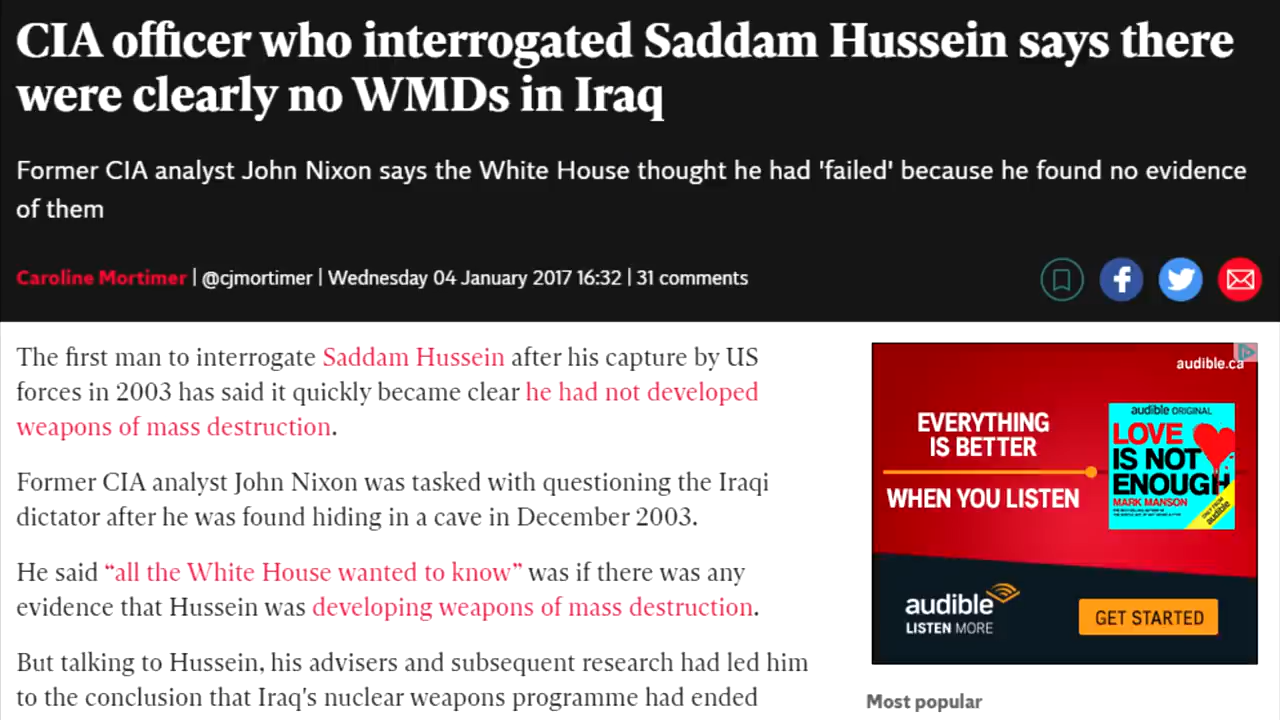 CIA officer who interrogated Saddam Hussein says there
were clearly no WMDs in Iraq
Former CIA analyst John Nixon says the White House thought he had 'failed' because he found no evidence
of them
Caroline Mortimer | @cjmortimer | Wednesday 04 January 2017 16:32 | 31 comments
The first man to interrogate Saddam Hussein after his capture by US
forces in 2003 has said it quickly became clear he had not developed
weapons of mass destruction.
Former CIA analyst John Nixon was tasked with questioning the Iraqi
dictator after he was found hiding in a cave in December 2003.
He said “all the White House wanted to know” was if there was any
evidence that Hussein was developing weapons of mass destruction.
But talking to Hussein, his advisers and subsequent research had led him
to the conclusion that Iraq's nuclear weapons programme had ended
audible.ca
EVERYTHING
IS BETTER
WHEN YOU LISTEN
audible ORIGINAL
LOVE
IS NOT
ENOUGH
MARK MANSON
ONLY FROM
audible
audible
LISTEN MORE
GET STARTED
Most popular